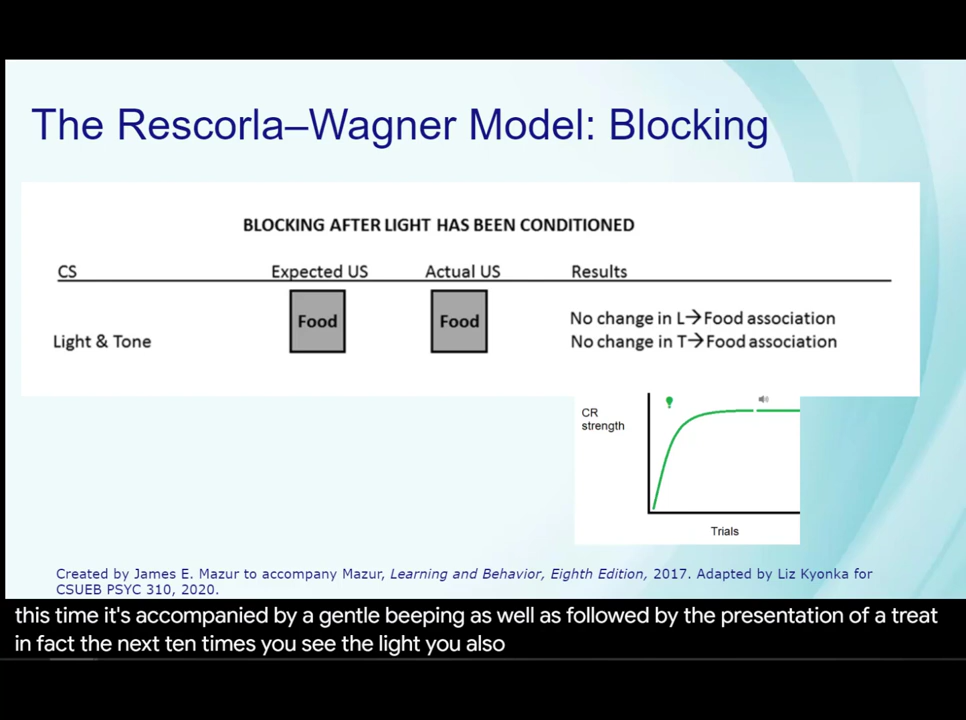 The Rescorla–Wagner Model: Blocking
BLOCKING AFTER LIGHT HAS BEEN CONDITIONED
CS Expected US Actual US Results
Food Food
No change in L→Food association
Light & Tone No change in T→Food association
CR
strength
Trials
Created by James E. Mazur to accompany Mazur, Learning and Behavior, Eighth Edition, 2017. Adapted by Liz Kyonka for
CSUEB PSYC 310, 2020.
this time it's accompanied by a gentle beeping as well as followed by the presentation of a treat
in fact the next ten times you see the light you also